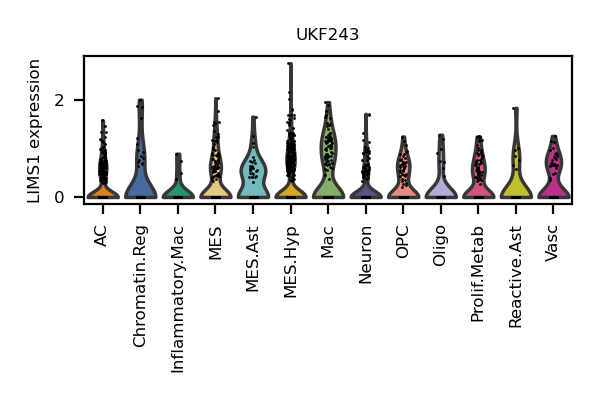 UKF243
LIMS1 expression
2
0
AC
Chromatin.Reg
Inflammatory.Mac
MES
MES.Ast
MES.Hyp
Mac
Neuron
OPC
Oligo
Prolif.Metab
Reactive.Ast
Vasc